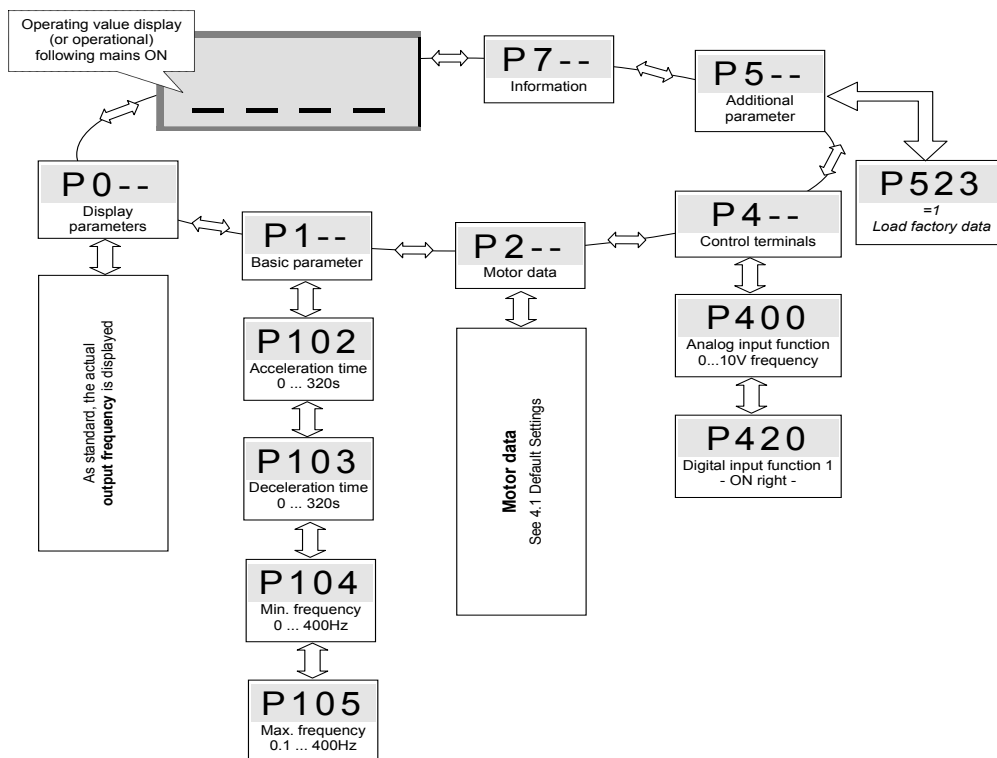 Operating value display
(or operational)
following mains ON
_ _ _ _
P7--
Information
P5--
Additional
parameter
P523
=1
Load factory data
P0--
Display
parameters
P1--
Basic parameter
P2--
Motor data
P4--
Control terminals
As standard, the actual
output frequency is displayed
P102
Acceleration time
0 ... 320s
P103
Deceleration time
0 ... 320s
P104
Min. frequency
0 ... 400Hz
P105
Max. frequency
0.1 ... 400Hz
Motor data
See 4.1 Default Settings
P400
Analog input function
0...10V frequency
P420
Digital input function 1
- ON right -